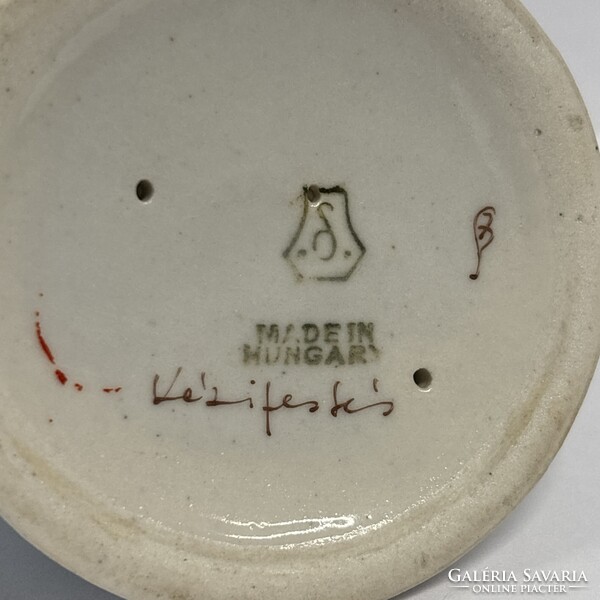 MADE IN
HUNGARY
Kézifestés
GALÉRIA SAVARIA
ONLINE PIACTÉR